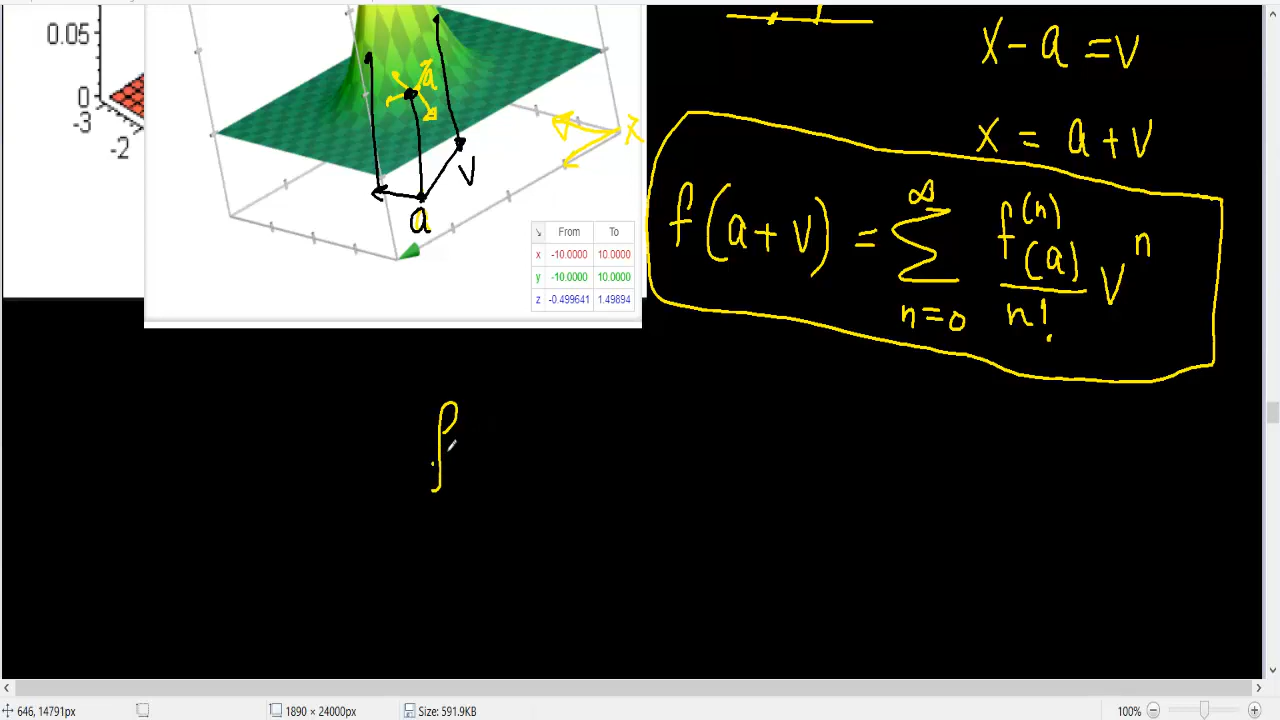 0.05
0
-3
-2
a
V
a
x - a = v
x = a + v
f(a + v) = ∑_{n=0}^{∞} f^{(n)}(a)/n! v^n
↘ From To
x -10.0000 10.0000
y -10.0000 10.0000
z -0.499641 1.49894
f
646, 14791px
1890 × 24000px
Size: 591.9KB
100%